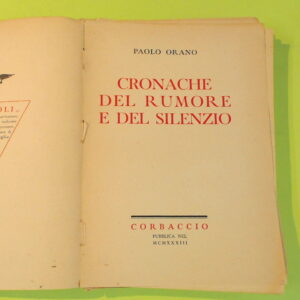 PAOLO ORANO
CRONACHE
DEL RUMORE
E DEL SILENZIO
CORBACCIO
PUBBLICA NEL
MCMXXXIII